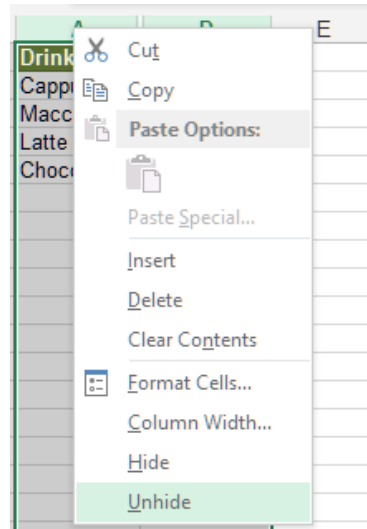 E
Drink
Capp
Macc
Latte
Choc
Cut
Copy
Paste Options:
Paste Special...
Insert
Delete
Clear Contents
Format Cells...
Column Width...
Hide
Unhide